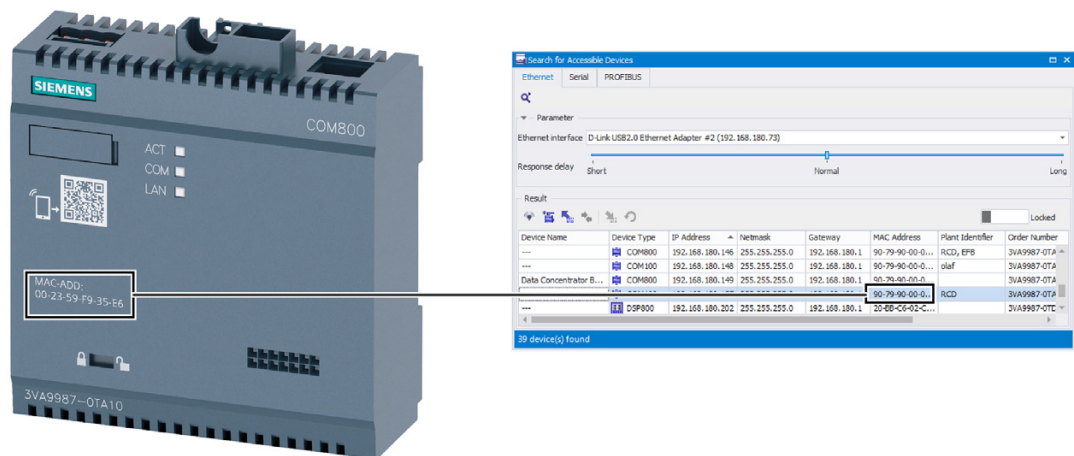 SIEMENS
COM800
ACT
COM
LAN
MAC-ADD:
00-23-59-F9-35-E6
3VA9987-0TA10
Search for Accessible Devices
Ethernet Serial PROFIBUS
Parameter
Ethernet interface D-Link USB2.0 Ethernet Adapter #2 (192.168.180.73)
Response delay
Short Normal Long
Result
Locked
Device Name Device Type IP Address Netmask Gateway MAC Address Plant Identifier Order Number
--- COM800 192.168.180.146 255.255.255.0 192.168.180.1 90-79-90-00-0... RCD, EFB 3VA9987-0TA
--- COM100 192.168.180.148 255.255.255.0 192.168.180.1 90-79-90-00-0... olaf 3VA9987-0TA
Data Concentrator B... COM800 192.168.180.149 255.255.255.0 192.168.180.1 90-79-90-00-0... 3VA9987-0TA
90-79-90-00-0... RCD 3VA9987-0TA
--- DSP800 192.168.180.202 255.255.255.0 192.168.180.1 20-BB-C6-02-C... 3VA9987-0TD
39 device(s) found